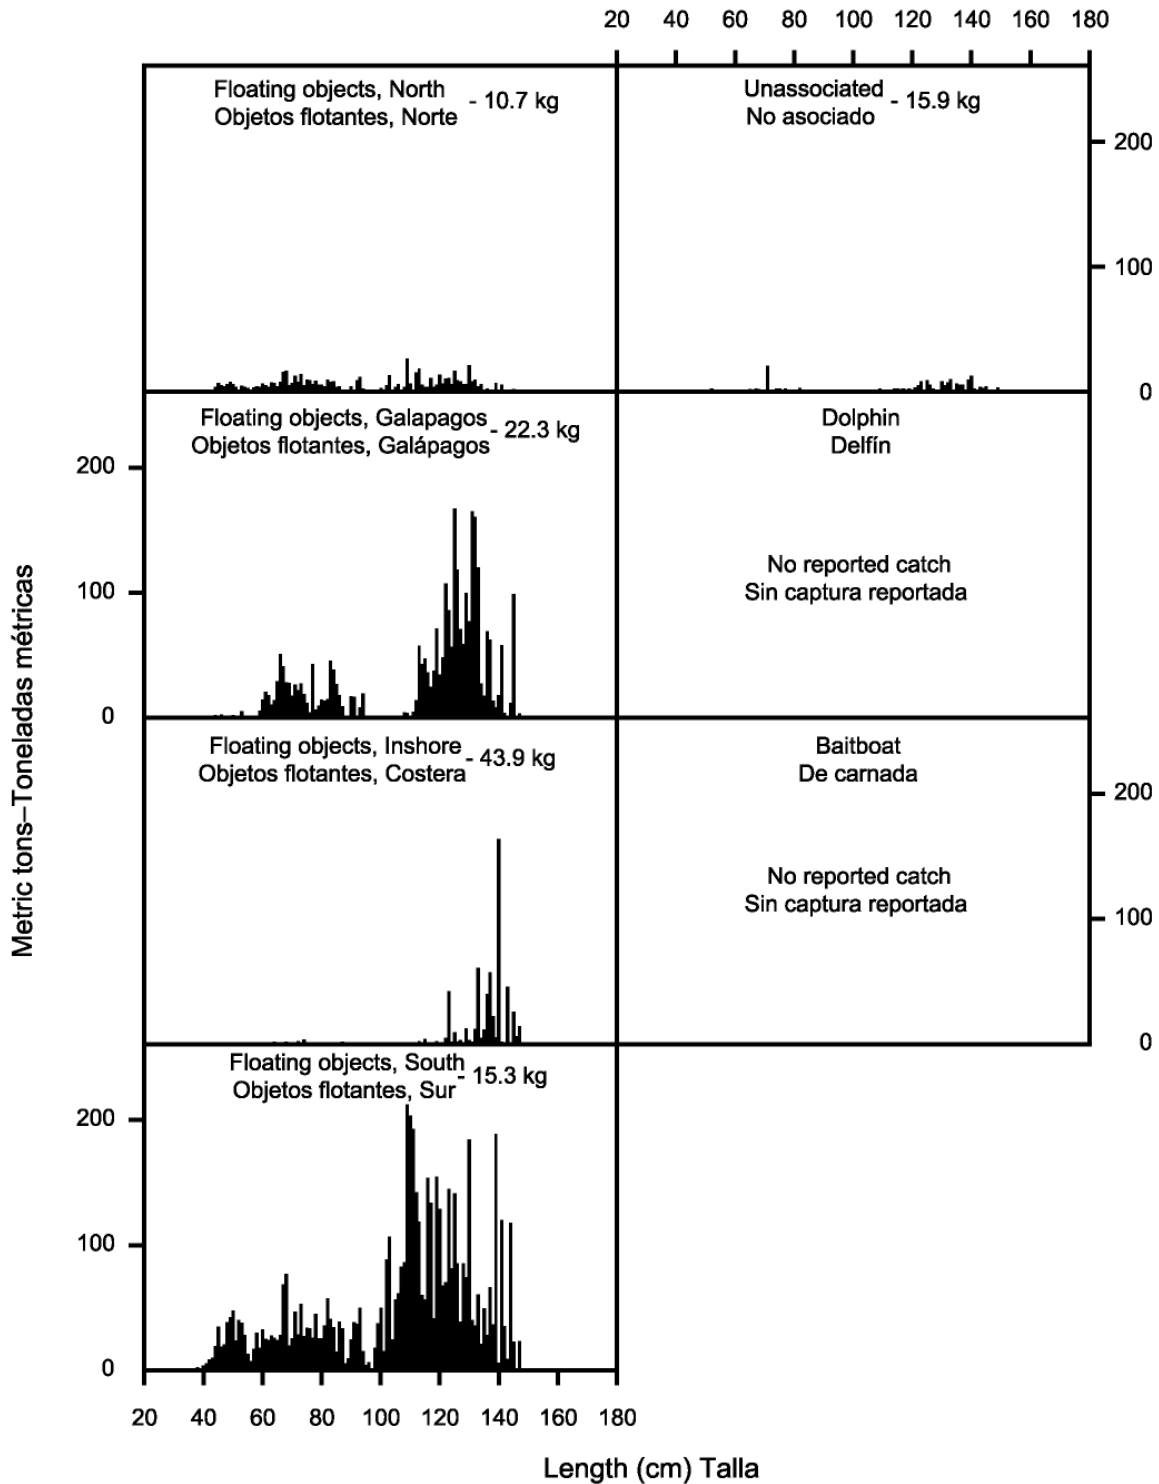 20 40 60 80 100 120 140 160 180
Floating objects, North
Objetos flotantes, Norte
- 10.7 kg
Unassociated
No asociado
- 15.9 kg
200
100
0
Floating objects, Galapagos
Objetos flotantes, Galápagos
- 22.3 kg
200
100
0
Dolphin
Delfín
No reported catch
Sin captura reportada
Floating objects, Inshore
Objetos flotantes, Costera
- 43.9 kg
Baitboat
De carnada
No reported catch
Sin captura reportada
200
100
0
Floating objects, South
Objetos flotantes, Sur
- 15.3 kg
200
100
0
20 40 60 80 100 120 140 160 180
Metric tons–Toneladas métricas
Length (cm) Talla